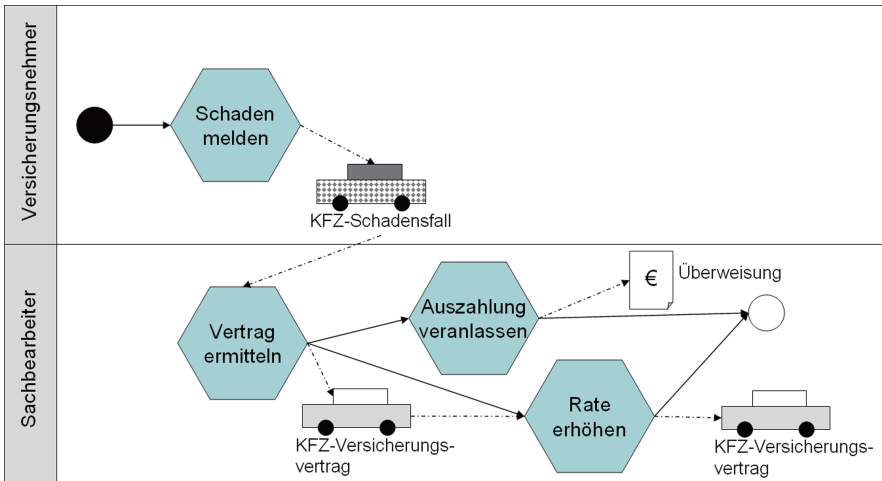 Versicherungsnehmer
Schaden
melden
KFZ-Schadensfall
Sachbearbeiter
Vertrag
ermitteln
Auszahlung
veranlassen
€
Überweisung
KFZ-Versicherungs-
vertrag
Rate
erhöhen
KFZ-Versicherungs-
vertrag